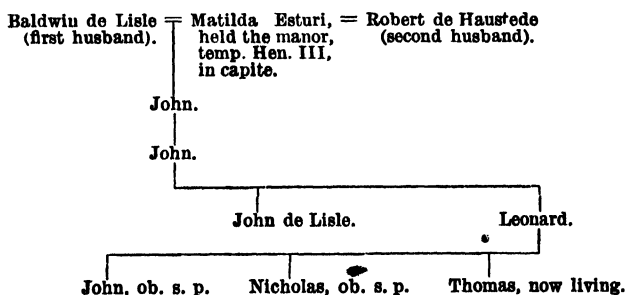 Baldwiu de Lisle = Matilda Esturi, = Robert de Haustede
(first husband). held the manor, (second husband).
temp. Hen. III,
in capite.
John.
John.
John de Lisle. Leonard.
John, ob. s. p. Nicholas, ob. s. p. Thomas, now living.